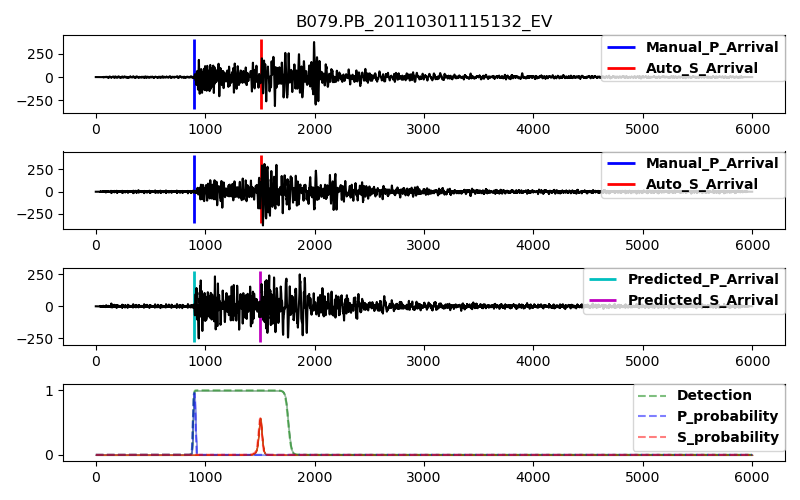 B079.PB_20110301115132_EV
250
0
−250
Manual_P_Arrival
Auto_S_Arrival
0 1000 2000 3000 4000 5000 6000
250
0
−250
Manual_P_Arrival
Auto_S_Arrival
0 1000 2000 3000 4000 5000 6000
250
0
−250
Predicted_P_Arrival
Predicted_S_Arrival
0 1000 2000 3000 4000 5000 6000
1
0
Detection
P_probability
S_probability
0 1000 2000 3000 4000 5000 6000